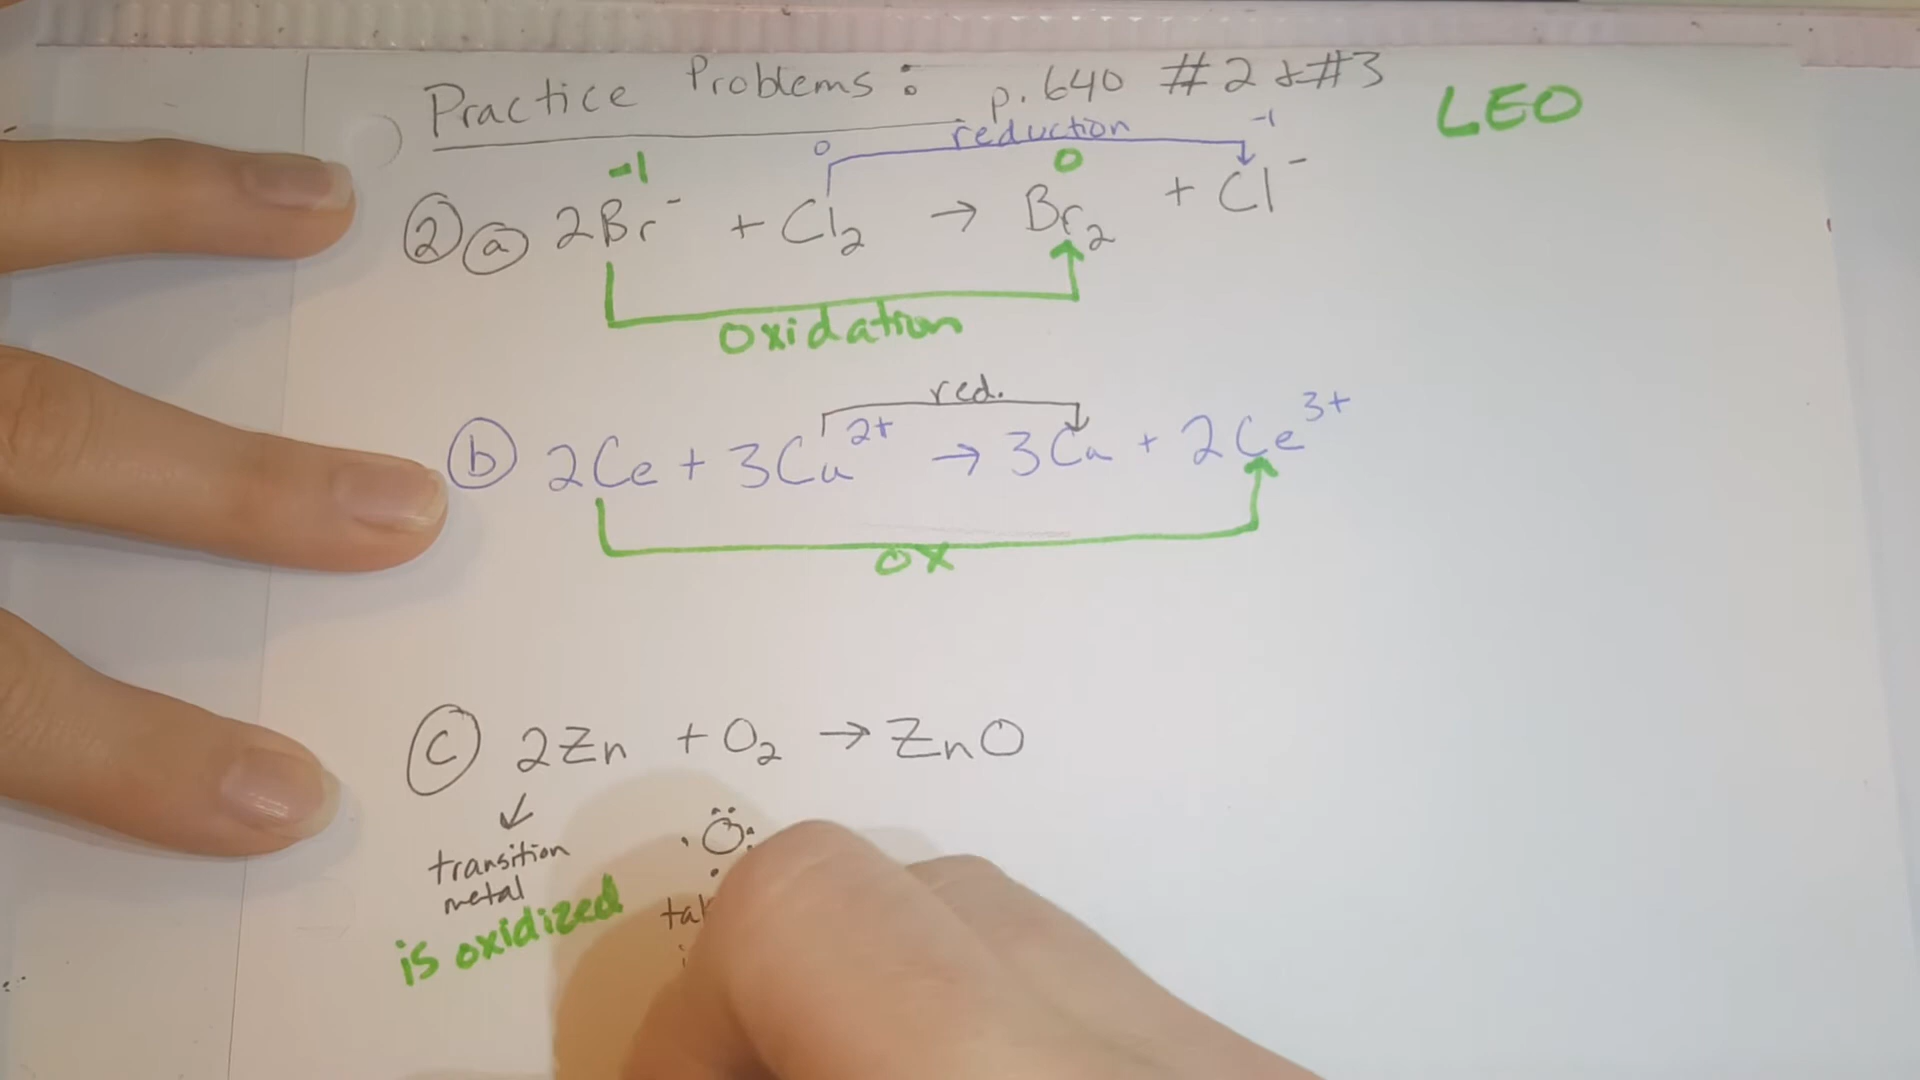 Practice Problems: p.640 #2 & #3
LEO
reduction
0 -1
-1 0
② ⓐ 2Br⁻ + Cl₂ → Br₂ + Cl⁻
oxidation
red.
ⓑ 2Ce + 3Cu²⁺ → 3Cu + 2Ce³⁺
ox
ⓒ 2Zn + O₂ → ZnO
O
transition
metal
is oxidized